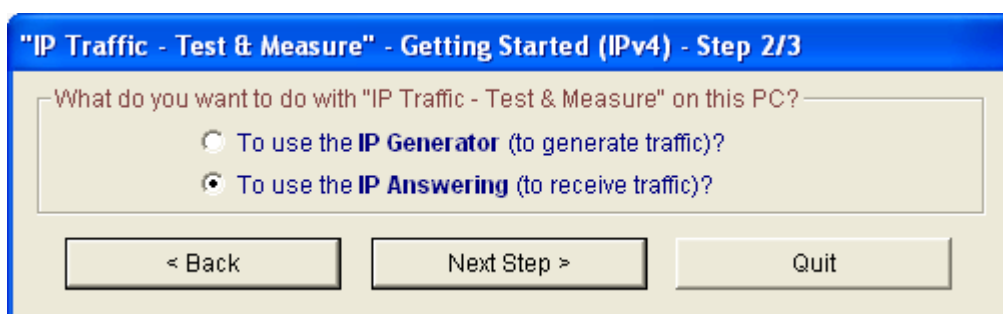 "IP Traffic - Test & Measure" - Getting Started (IPv4) - Step 2/3
What do you want to do with "IP Traffic - Test & Measure" on this PC?
To use the IP Generator (to generate traffic)?
To use the IP Answering (to receive traffic)?
< Back Next Step > Quit